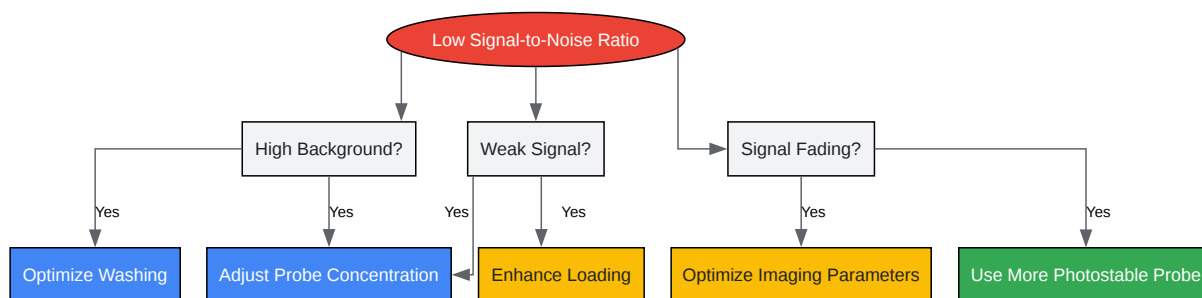 Low Signal-to-Noise Ratio
High Background?
Weak Signal?
Signal Fading?
Yes
Yes
Yes
Yes
Yes
Yes
Optimize Washing
Adjust Probe Concentration
Enhance Loading
Optimize Imaging Parameters
Use More Photostable Probe